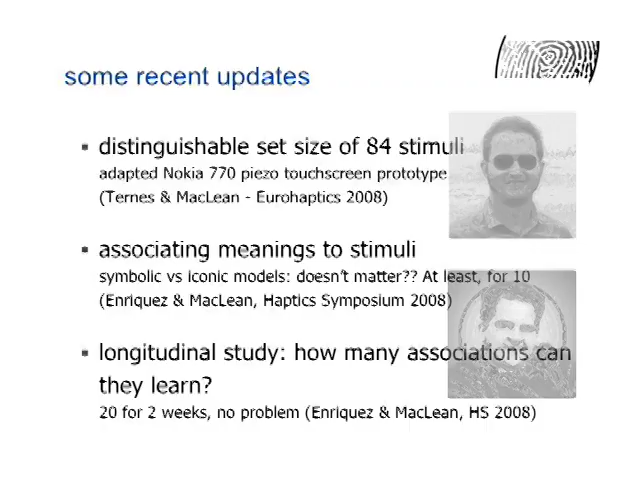 some recent updates
▪ distinguishable set size of 84 stimuli
adapted Nokia 770 piezo touchscreen prototype
(Ternes & MacLean - Eurohaptics 2008)
▪ associating meanings to stimuli
symbolic vs iconic models: doesn't matter?? At least, for 10
(Enriquez & MacLean, Haptics Symposium 2008)
▪ longitudinal study: how many associations can
they learn?
20 for 2 weeks, no problem (Enriquez & MacLean, HS 2008)